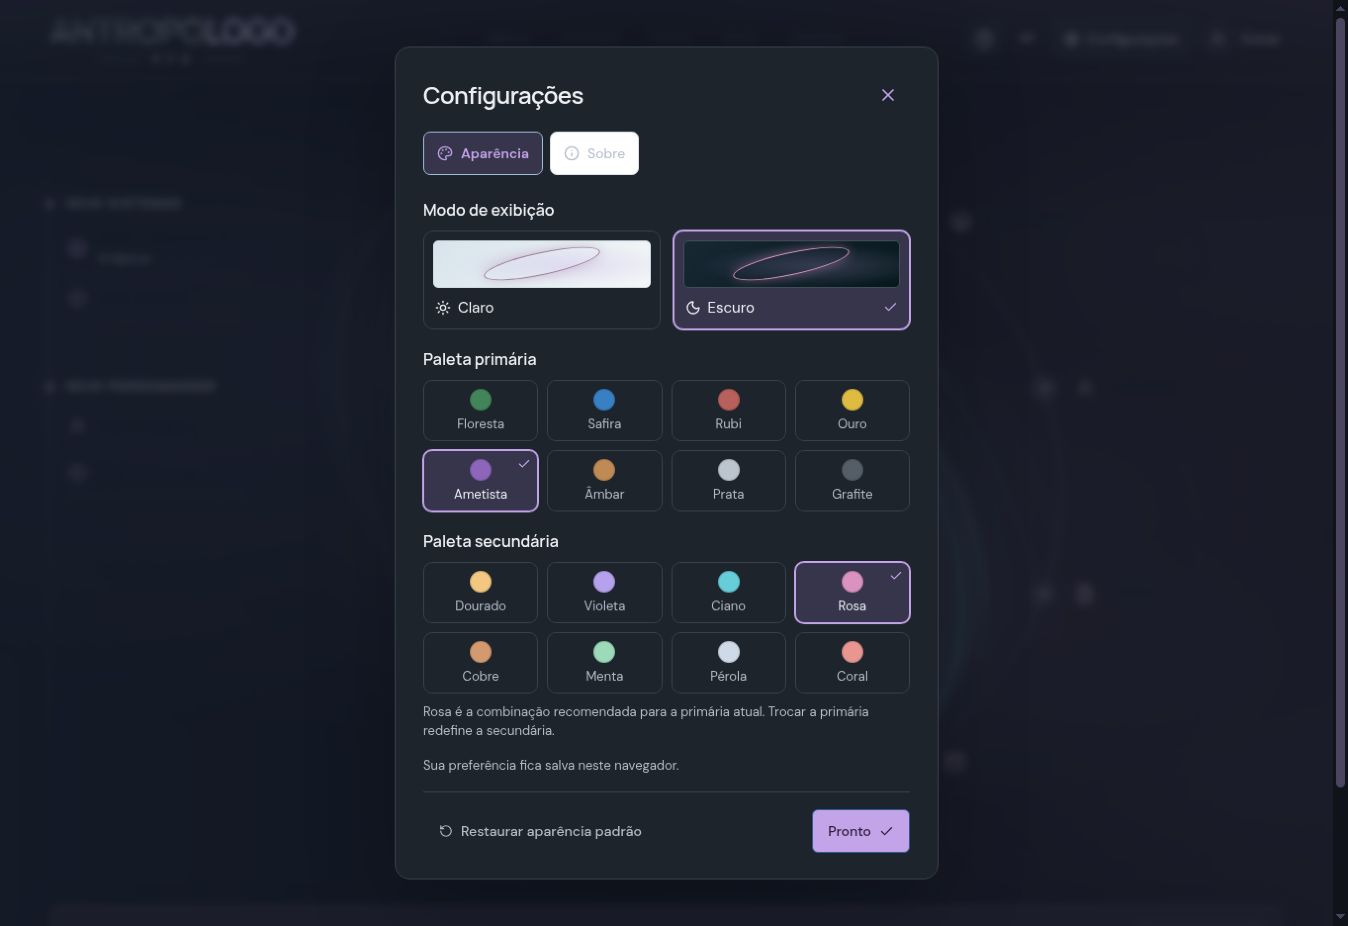 ANTROPOLOGO
Configurações
Aparência
Sobre
Modo de exibição
Claro
Escuro
Paleta primária
Floresta
Safira
Rubi
Ouro
Ametista
Âmbar
Prata
Grafite
Paleta secundária
Dourado
Violeta
Ciano
Rosa
Cobre
Menta
Pérola
Coral
Rosa é a combinação recomendada para a primária atual. Trocar a primária
redefine a secundária.
Sua preferência fica salva neste navegador.
Restaurar aparência padrão
Pronto